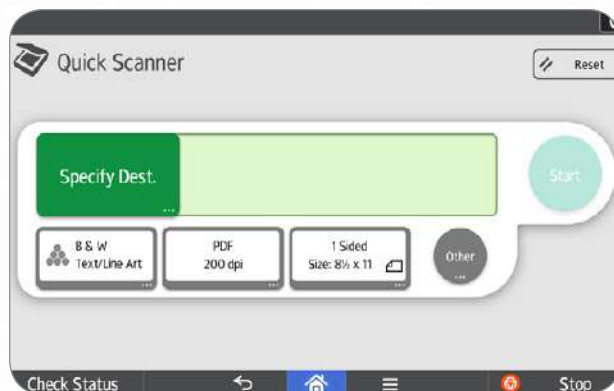 Quick Scanner
Reset
Specify Dest.
Start
B & W
Text/Line Art
PDF
200 dpi
1 Sided
Size: 8½ x 11
Other
Check Status
Stop